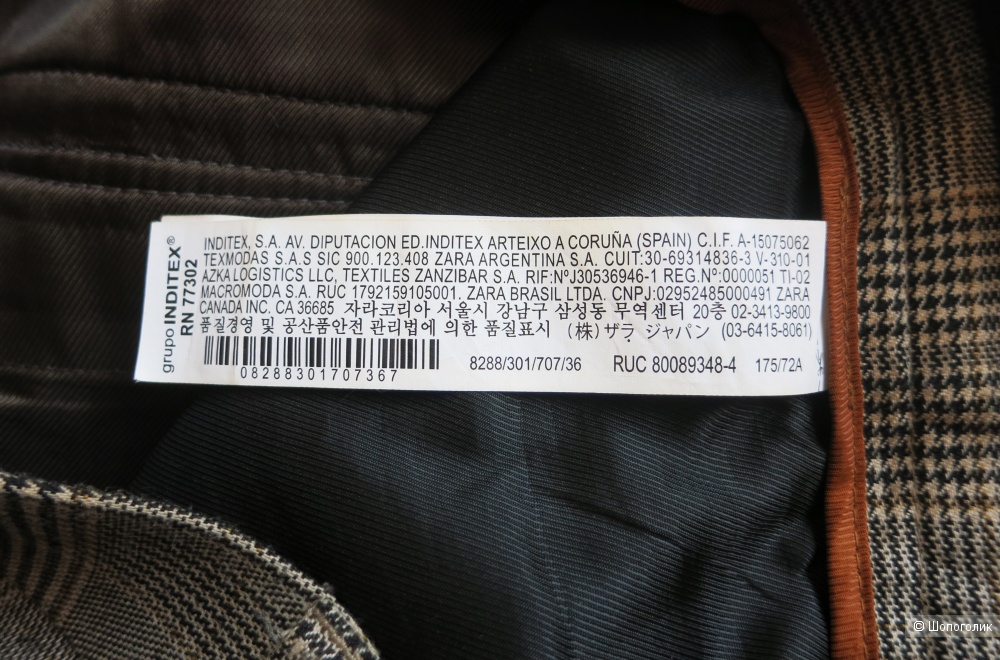 grupo INDITEX®
RN 77302
INDITEX, S.A. AV. DIPUTACION ED.INDITEX ARTEIXO A CORUÑA (SPAIN) C.I.F. A-15075062
TEXMODAS S.A.S SIC 900.123.408 ZARA ARGENTINA S.A. CUIT:30-69314836-3 V-310-01
AZKA LOGISTICS LLC, TEXTILES ZANZIBAR S.A. RIF:NºJ30536946-1 REG.Nº:0000051 TI-02
MACROMODA S.A. RUC 1792159105001. ZARA BRASIL LTDA. CNPJ:02952485000491 ZARA
CANADA INC. CA 36685 자라코리아 서울시 강남구 삼성동 무역센터 20층 02-3413-9800
품질경영 및 공산품안전 관리법에 의한 품질표시 (株)ザラ ジャパン (03-6415-8061)
08288301707367
8288/301/707/36 RUC 80089348-4 175/72A
© Шопоголик